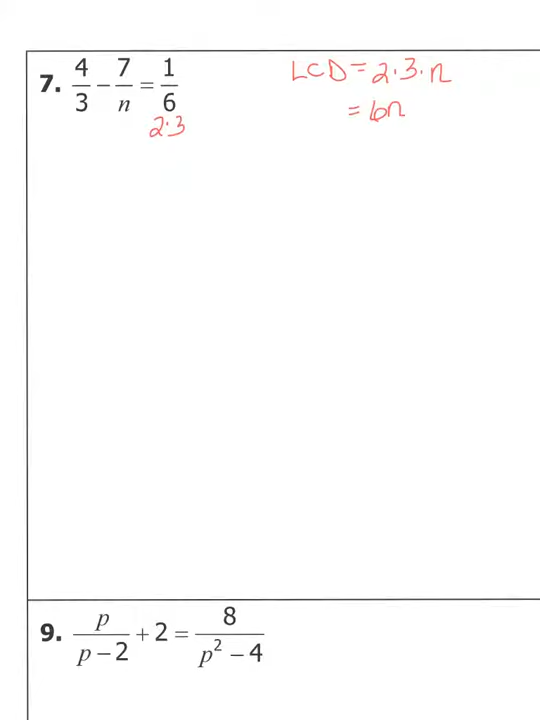 7. 4/3 − 7/n = 1/6
2·3
LCD = 2·3·n
= 6n
9. p/(p − 2) + 2 = 8/(p² − 4)